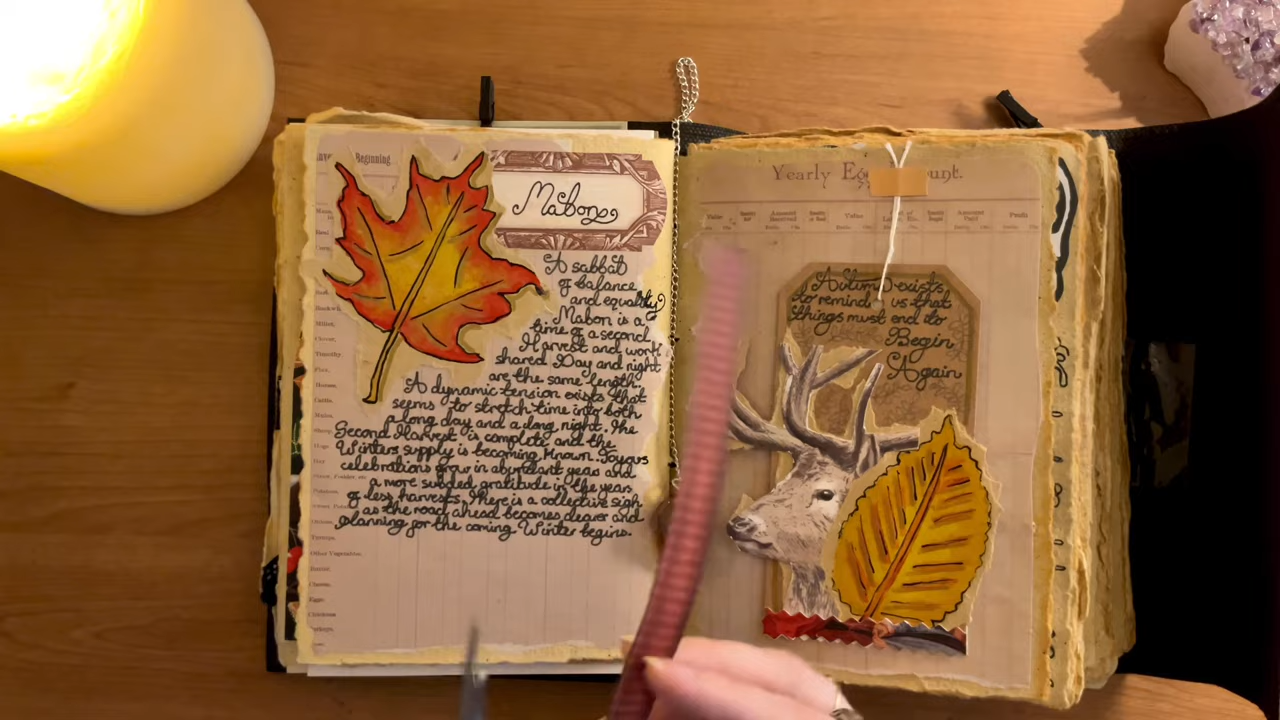 Beginning
Mabon
A sabbat
of balance
and equality
Mabon is a
time of a second
Harvest and work
shared. Day and night
are the same length.
A dynamic tension exists that
seems to stretch time into both
a long day and a long night. The
Second Harvest is complete and the
Winters supply is becoming known. Joyous
celebrations grow in abundant years and
a more subdued gratitude in the years
of less harvests. There is a collective sigh
as the road ahead becomes clearer and
planning for the coming Winter begins.
Millet,
Clover,
Timothy
Flax,
Horses,
Cattle,
Mules,
Turnips,
Other Vegetables
Butter,
Cheese,
Eggs,
Chickens
Turkeys,
Yearly
Autumn exists
to remind us that
things must end to
Begin
Again